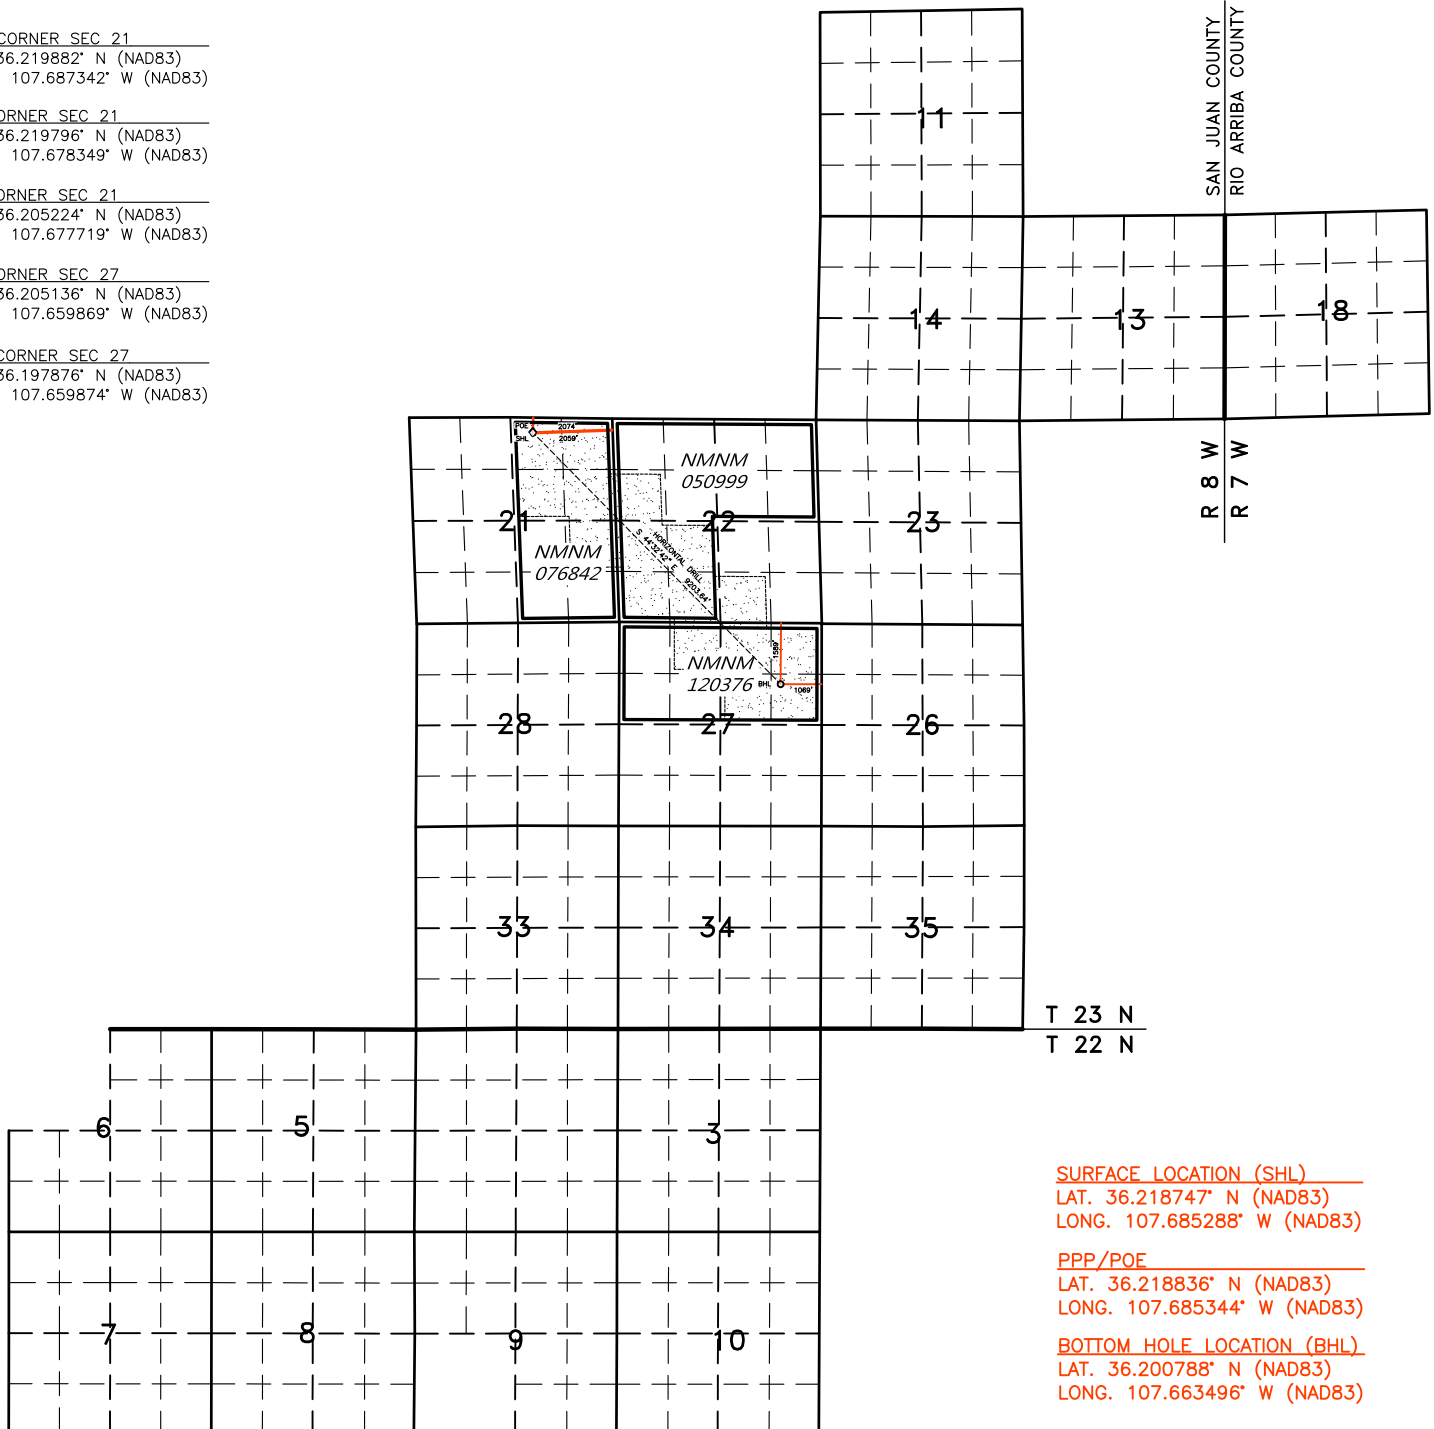 CORNER SEC 21
36.219882° N (NAD83)
107.687342° W (NAD83)
ORNER SEC 21
36.219796° N (NAD83)
107.678349° W (NAD83)
ORNER SEC 21
36.205224° N (NAD83)
107.677719° W (NAD83)
ORNER SEC 27
36.205136° N (NAD83)
107.659869° W (NAD83)
CORNER SEC 27
36.197876° N (NAD83)
107.659874° W (NAD83)
SAN JUAN COUNTY
RIO ARRIBA COUNTY
11
14
13
18
R 8 W
R 7 W
POE
2074'
SHL
2059'
NMNM
050999
21
22
23
HORIZONTAL DRILL
S 44°32'42" E
9203.64'
NMNM
076842
1589'
NMNM
120376
BHL
1069'
28
27
26
33
34
35
T 23 N
T 22 N
6
5
3
7
8
9
10
SURFACE LOCATION (SHL)
LAT. 36.218747° N (NAD83)
LONG. 107.685288° W (NAD83)
PPP/POE
LAT. 36.218836° N (NAD83)
LONG. 107.685344° W (NAD83)
BOTTOM HOLE LOCATION (BHL)
LAT. 36.200788° N (NAD83)
LONG. 107.663496° W (NAD83)